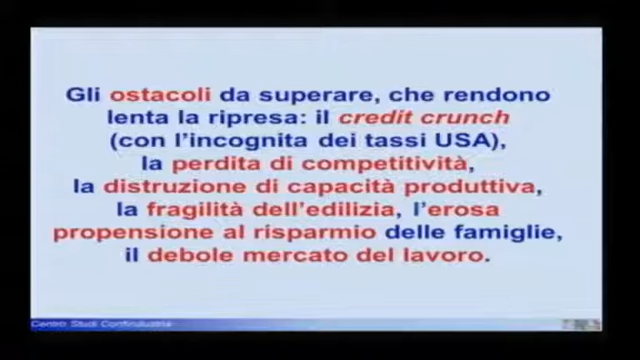 Gli ostacoli da superare, che rendono
lenta la ripresa: il credit crunch
(con l'incognita dei tassi USA),
la perdita di competitività,
la distruzione di capacità produttiva,
la fragilità dell'edilizia, l'erosa
propensione al risparmio delle famiglie,
il debole mercato del lavoro.
Centro Studi Confindustria